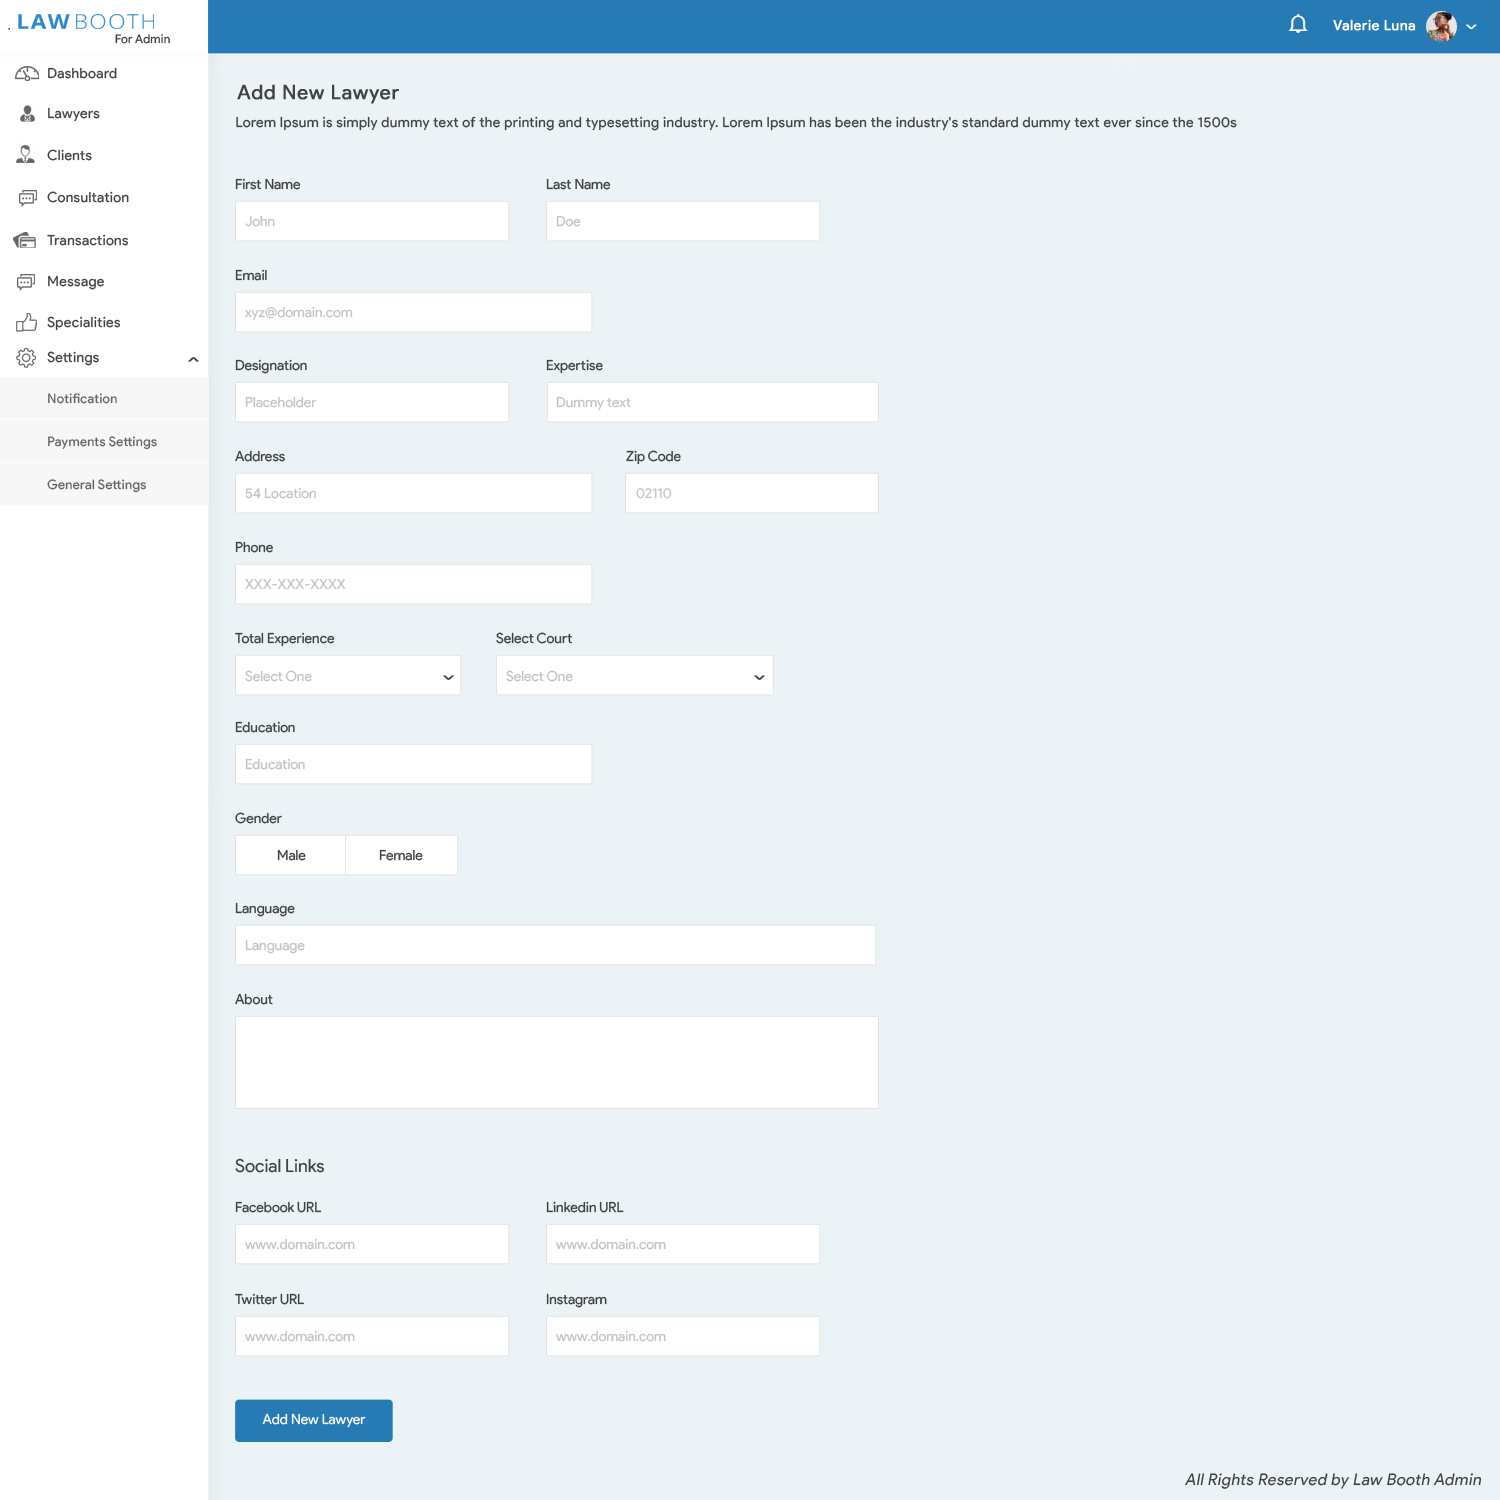 LAW BOOTH
For Admin
Valerie Luna
Dashboard
Lawyers
Clients
Consultation
Transactions
Message
Specialities
Settings
Notification
Payments Settings
General Settings
Add New Lawyer
Lorem Ipsum is simply dummy text of the printing and typesetting industry. Lorem Ipsum has been the industry's standard dummy text ever since the 1500s
First Name Last Name
John Doe
Email
xyz@domain.com
Designation Expertise
Placeholder Dummy text
Address Zip Code
54 Location 02110
Phone
XXX-XXX-XXXX
Total Experience Select Court
Select One Select One
Education
Education
Gender
Male Female
Language
Language
About
Social Links
Facebook URL Linkedin URL
www.domain.com www.domain.com
Twitter URL Instagram
www.domain.com www.domain.com
Add New Lawyer
All Rights Reserved by Law Booth Admin